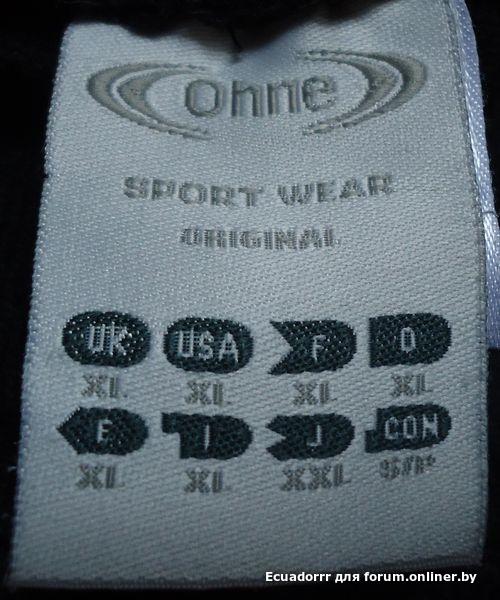 Ohne
SPORT WEAR
ORIGINAL
UK USA F D
XL XL XL XL
E I J CON
XL XL XXL S/P
Ecuadorrr для forum.onliner.by